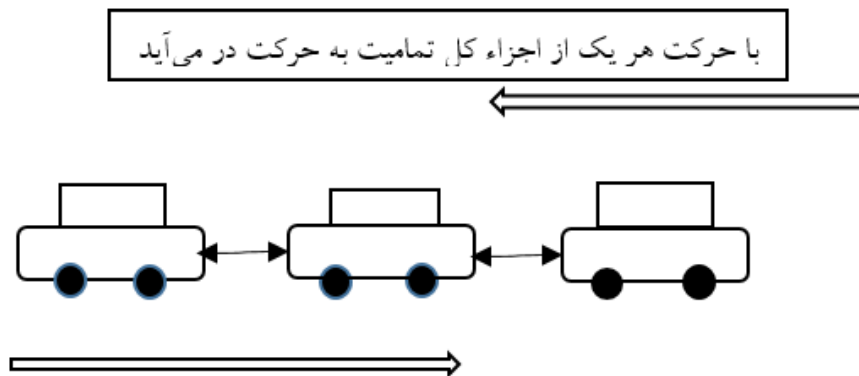 با حرکت هر یک از اجزاء کل تمامیت به حرکت در می‌آید